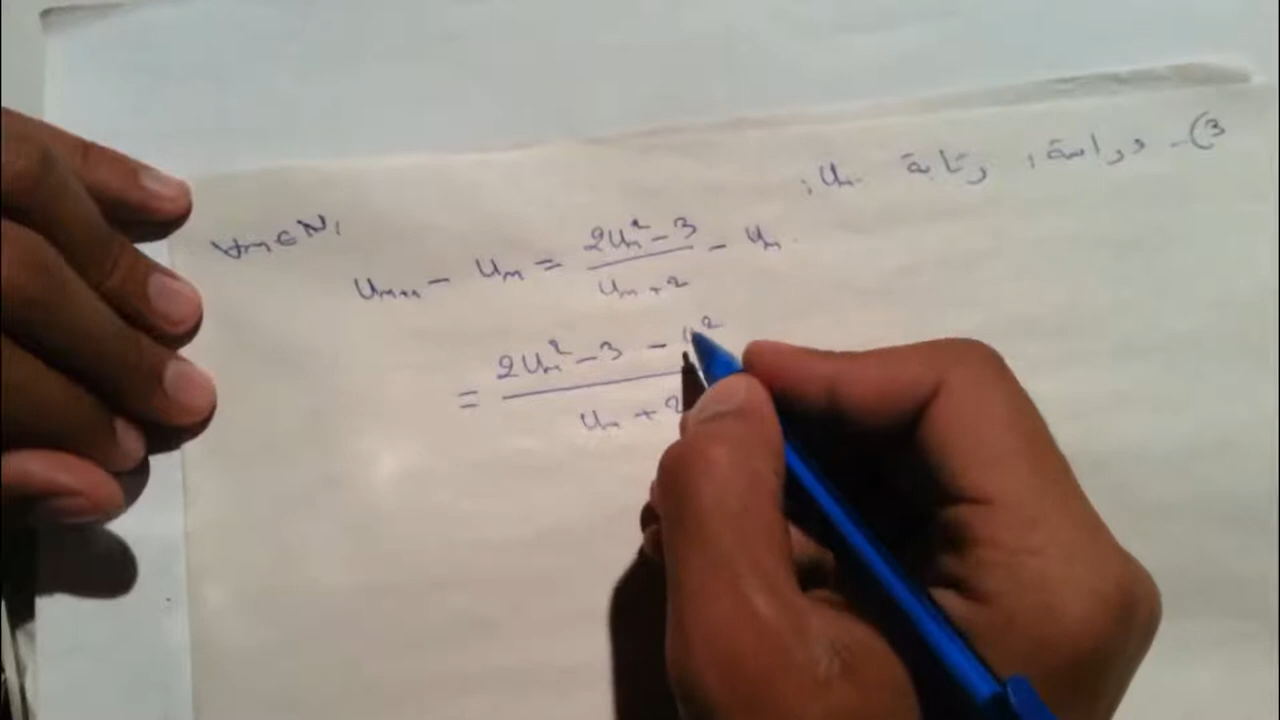 3)- دراسة رتابة Un:
∀n∈N,
Un+1 - Un = (2Un² - 3)/(Un + 2) - Un
= (2Un² - 3 - U²)/(Un + 2)